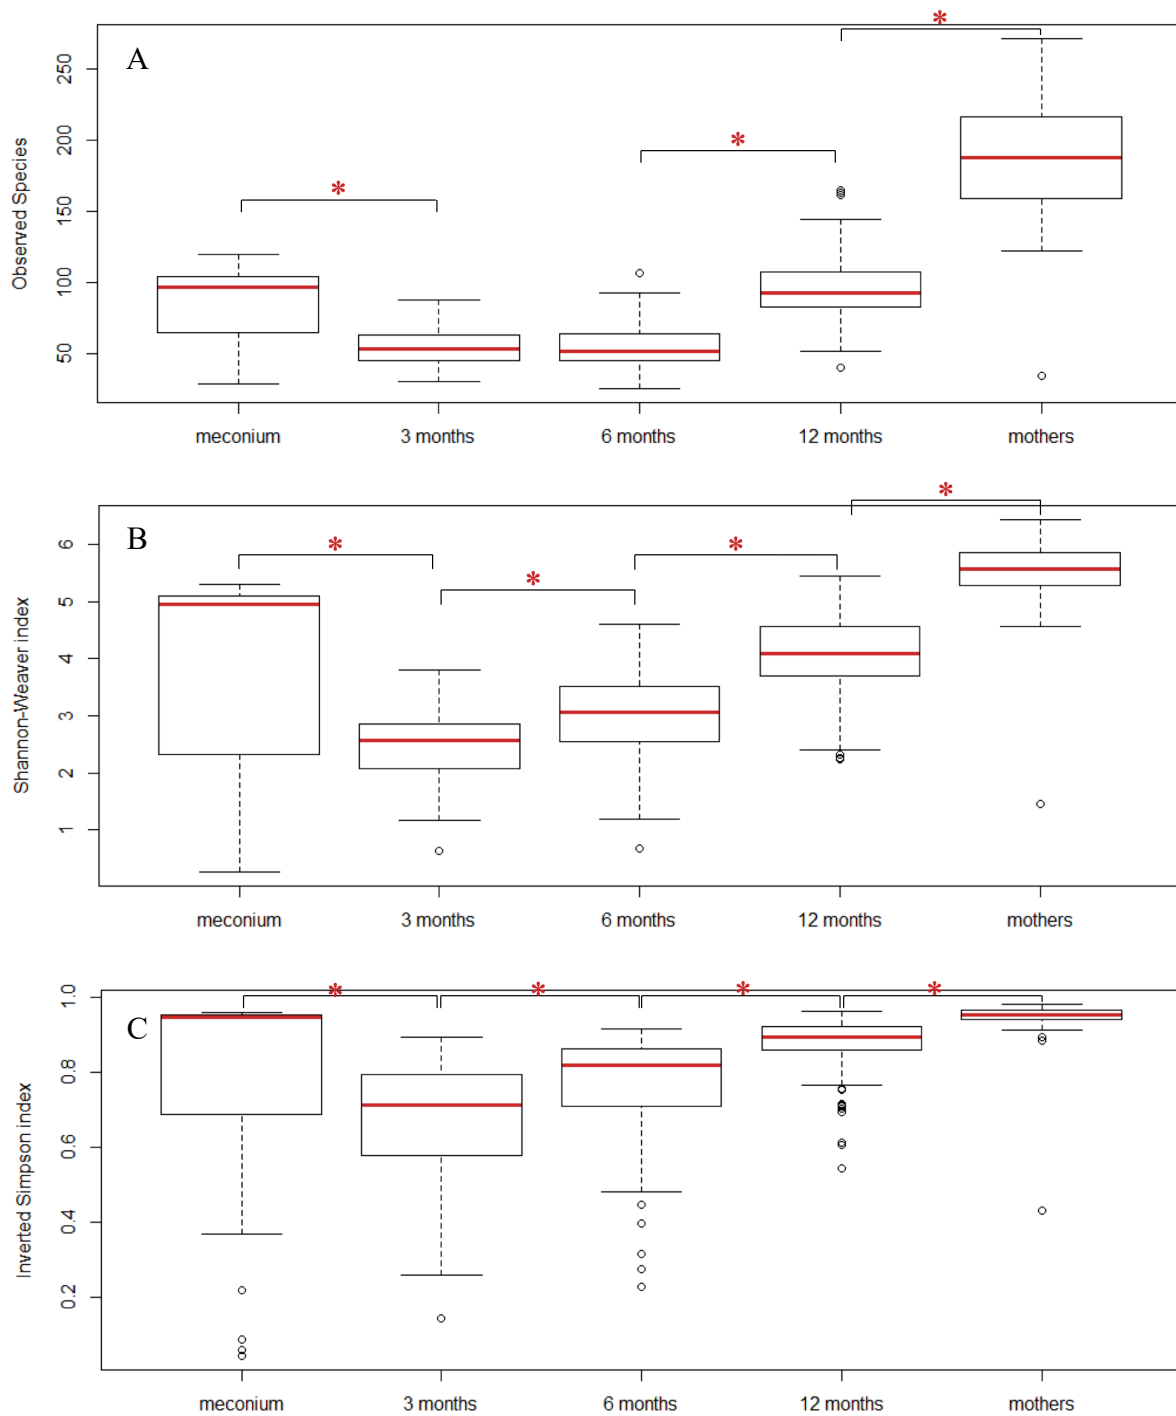 *
A
250
200
150
100
50
Observed Species
*
*
meconium
3 months
6 months
12 months
mothers
*
B
6
5
4
3
2
1
Shannon-Weaver index
*
*
*
meconium
3 months
6 months
12 months
mothers
C
1.0
0.8
0.6
0.4
0.2
Inverted Simpson index
*
*
*
*
meconium
3 months
6 months
12 months
mothers